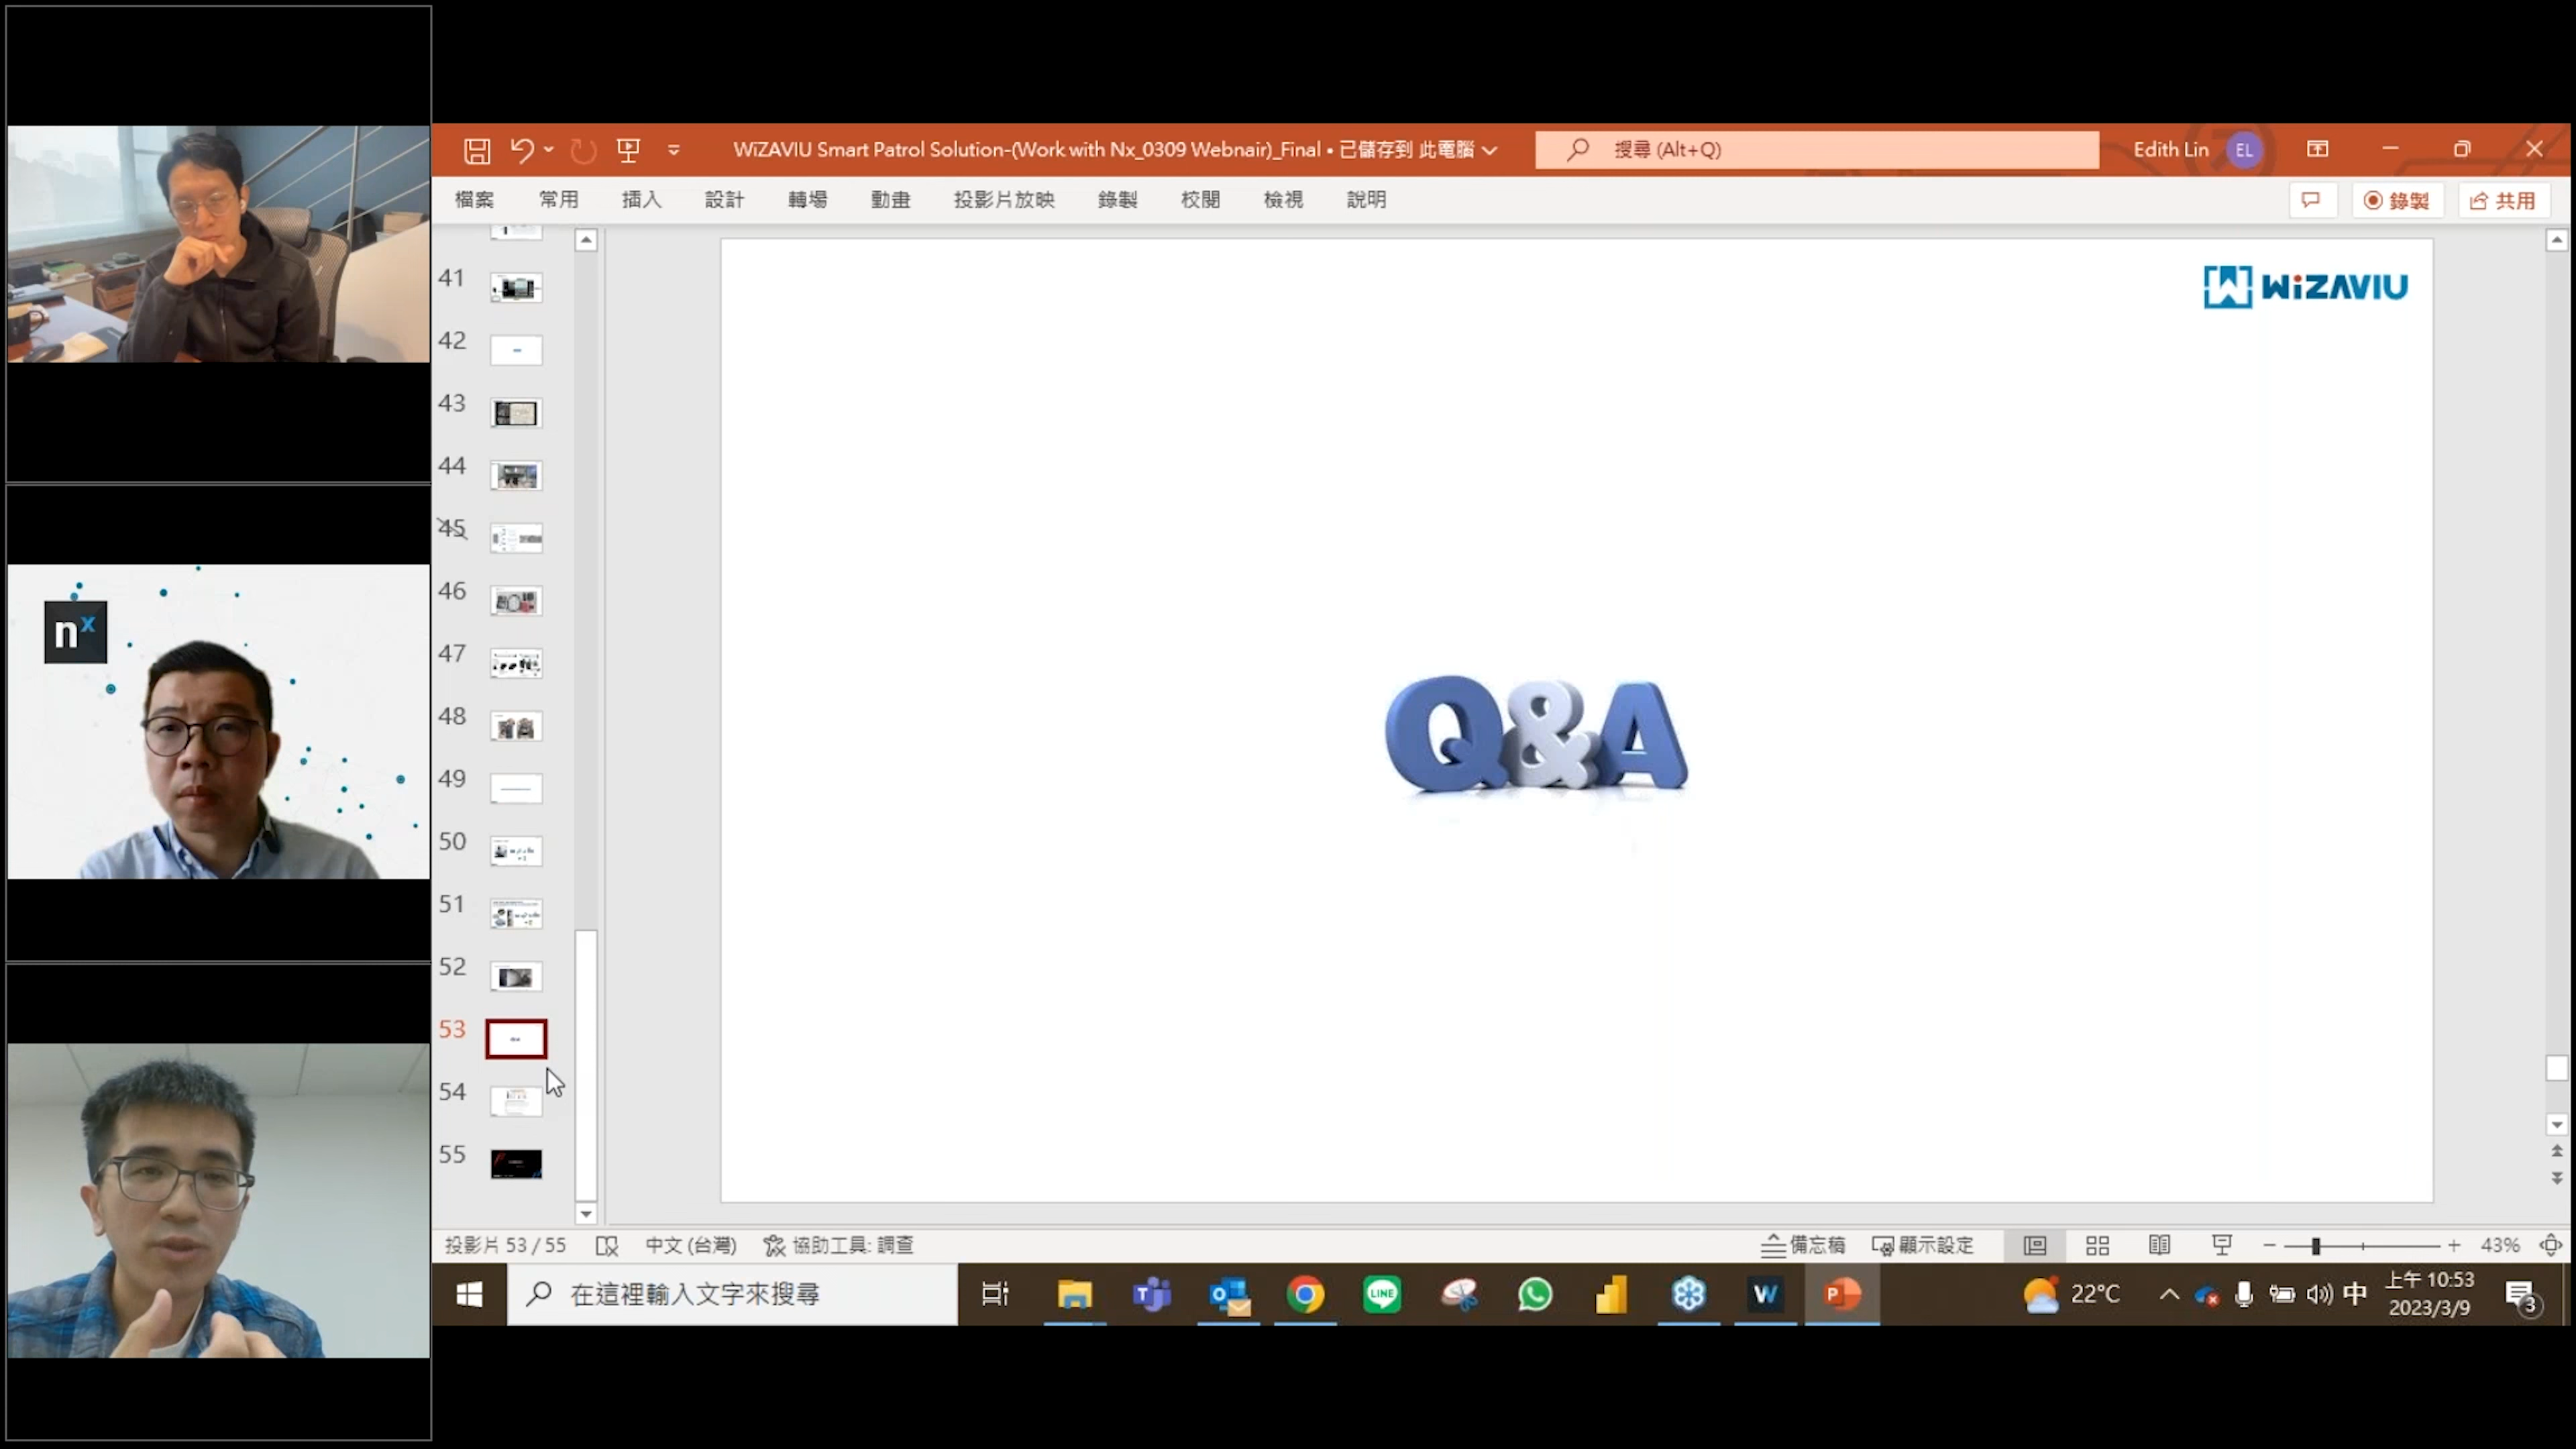 WiZAVIU Smart Patrol Solution-(Work with Nx_0309 Webnair)_Final • 已儲存到 此電腦
搜尋 (Alt+Q)
Edith Lin
EL
檔案 常用 插入 設計 轉場 動畫 投影片放映 錄製 校閱 檢視 說明
錄製
共用
nx
41
42
43
44
45
46
47
48
49
50
51
52
53
54
55
WiZAVIU
Q&A
投影片 53 / 55
中文 (台灣)
協助工具: 調查
備忘稿
顯示設定
43%
在這裡輸入文字來搜尋
LINE
W
22°C
中
上午 10:53
2023/3/9
3